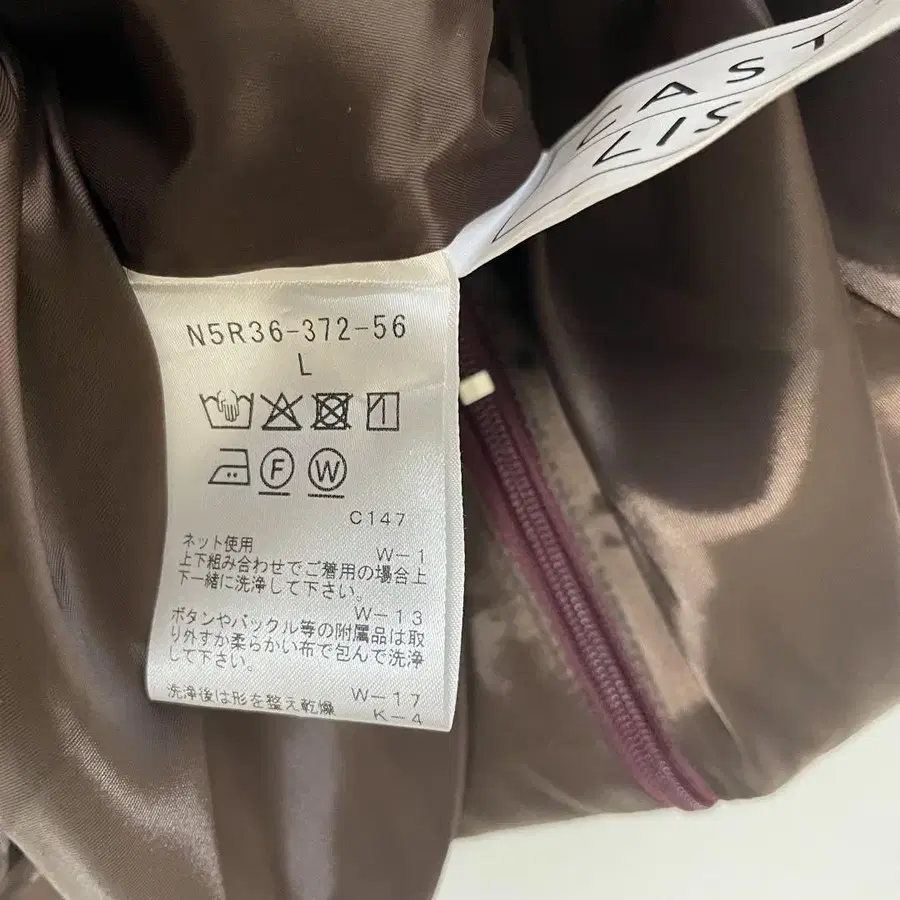 CAST
LIS
N5R36-372-56
L
F
W
C147
ネット使用 W-1
上下組み合わせでご着用の場合上
下一緒に洗浄して下さい。
W-13
ボタンやバックル等の附属品は取
り外すか柔らかい布で包んで洗浄
して下さい。
W-17
洗浄後は形を整え乾燥 K-4